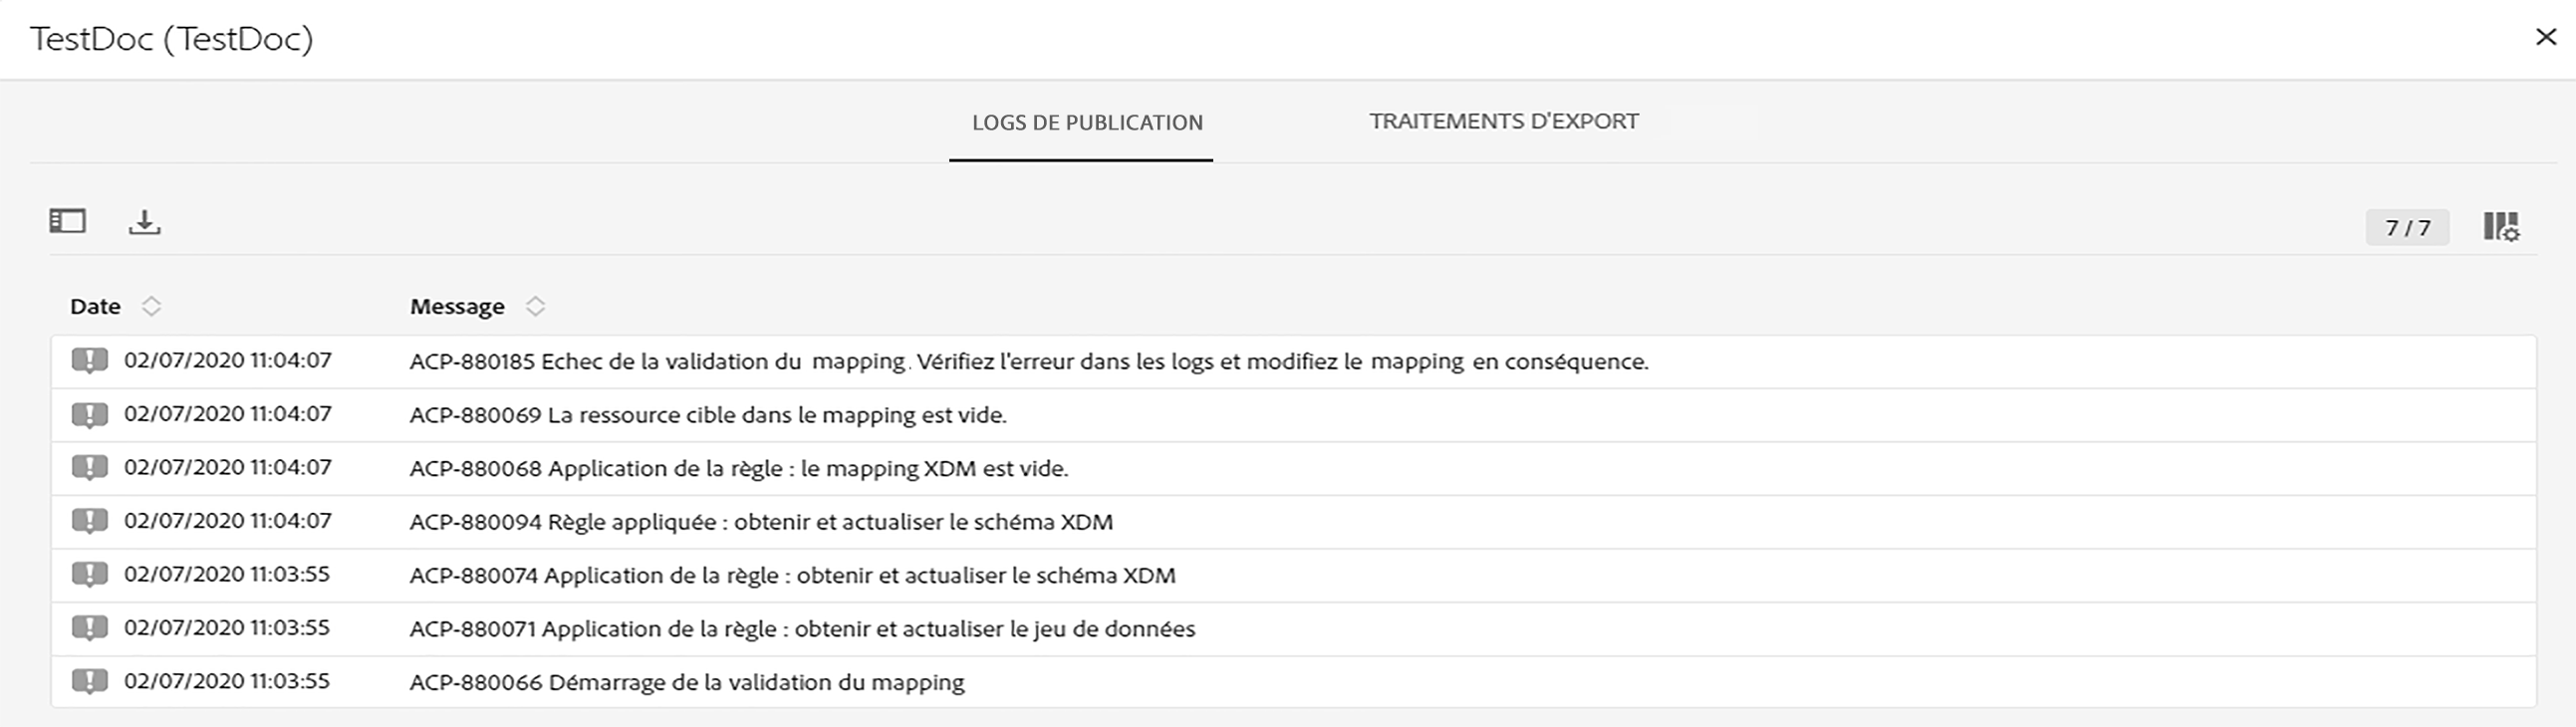 TestDoc (TestDoc)
LOGS DE PUBLICATION TRAITEMENTS D'EXPORT
7 / 7
Date Message
02/07/2020 11:04:07 ACP-880185 Echec de la validation du mapping. Vérifiez l'erreur dans les logs et modifiez le mapping en conséquence.
02/07/2020 11:04:07 ACP-880069 La ressource cible dans le mapping est vide.
02/07/2020 11:04:07 ACP-880068 Application de la règle : le mapping XDM est vide.
02/07/2020 11:04:07 ACP-880094 Règle appliquée : obtenir et actualiser le schéma XDM
02/07/2020 11:03:55 ACP-880074 Application de la règle : obtenir et actualiser le schéma XDM
02/07/2020 11:03:55 ACP-880071 Application de la règle : obtenir et actualiser le jeu de données
02/07/2020 11:03:55 ACP-880066 Démarrage de la validation du mapping